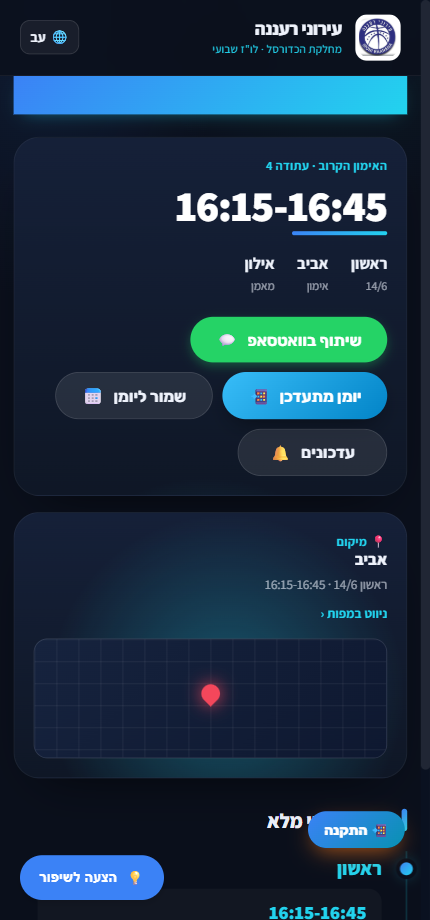 עירוני רעננה
מחלקת הכדורסל · לו"ז שבועי
עב
האימון הקרוב · עתודה 4
16:15-16:45
ראשון אביב אילון
14/6 אימון מאמן
שיתוף בוואטסאפ
יומן מתעדכן
שמור ליומן
עדכונים
מיקום
אביב
ראשון 14/6 · 16:15-16:45
ניווט במפות ›
מלא
התקנה
ראשון
הצעה לשיפור
16:15-16:45